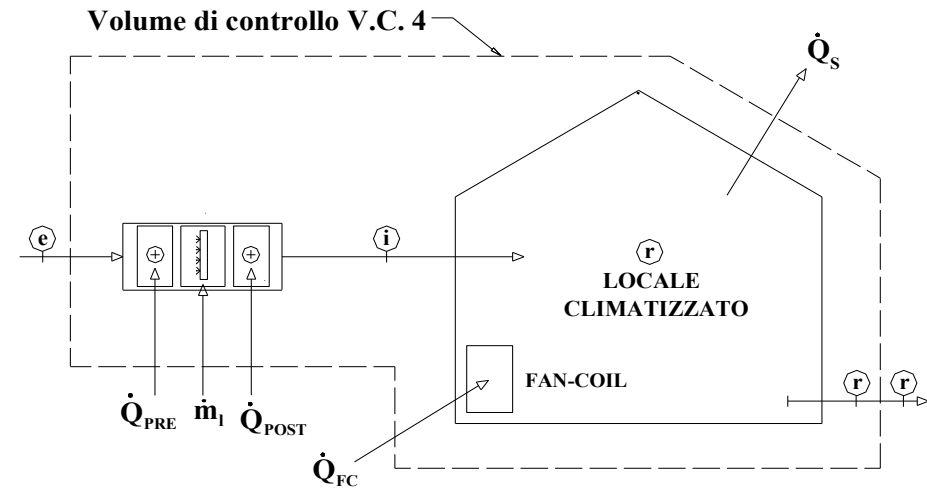 Volume di controllo V.C. 4
Q̇S
e
i
r
LOCALE
CLIMATIZZATO
FAN-COIL
r r
Q̇PRE ṁl Q̇POST
Q̇FC